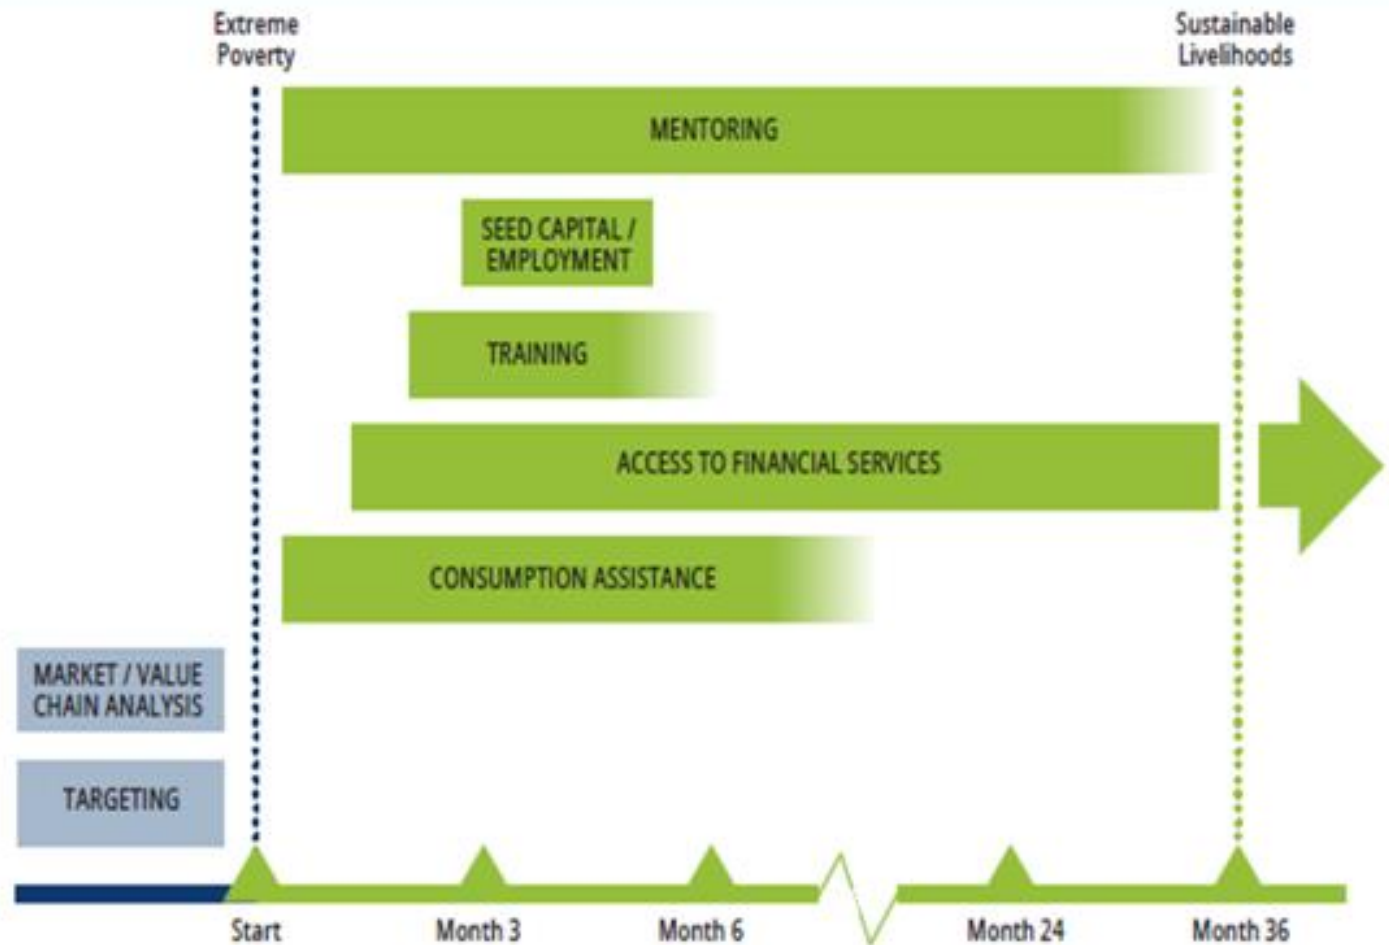 Extreme
Poverty
Sustainable
Livelihoods
MENTORING
SEED CAPITAL /
EMPLOYMENT
TRAINING
ACCESS TO FINANCIAL SERVICES
CONSUMPTION ASSISTANCE
MARKET / VALUE
CHAIN ANALYSIS
TARGETING
Start
Month 3
Month 6
Month 24
Month 36